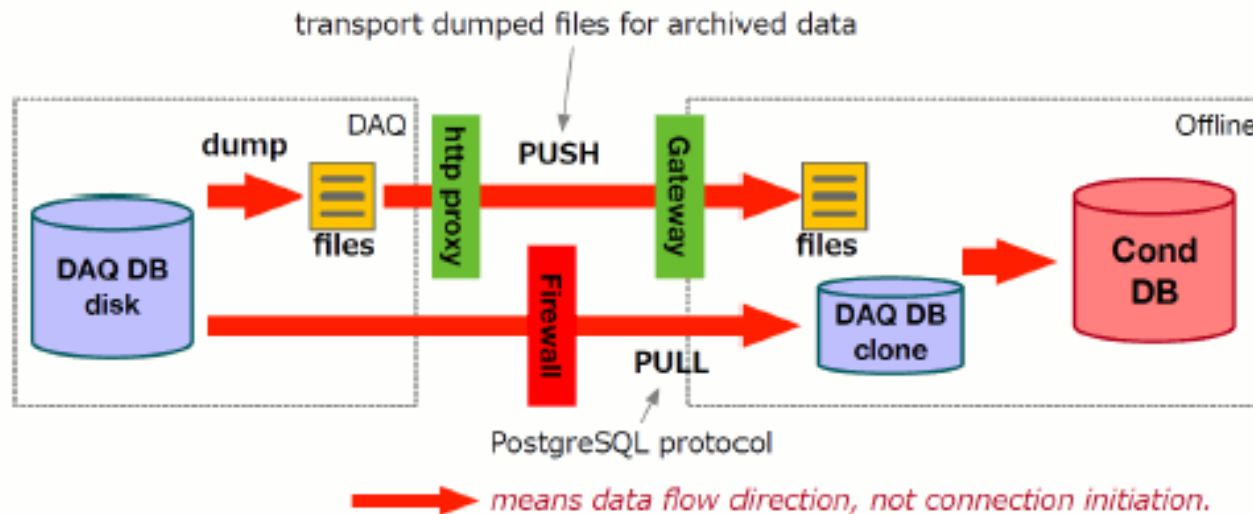 transport dumped files for archived data
DAQ
Offline
dump
http proxy
PUSH
Gateway
files
files
DAQ DB
disk
Firewall
DAQ DB
clone
Cond
DB
PULL
PostgreSQL protocol
means data flow direction, not connection initiation.